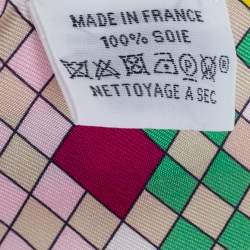 MADE IN FRANCE
100% SOIE
NETTOYAGE A SEC